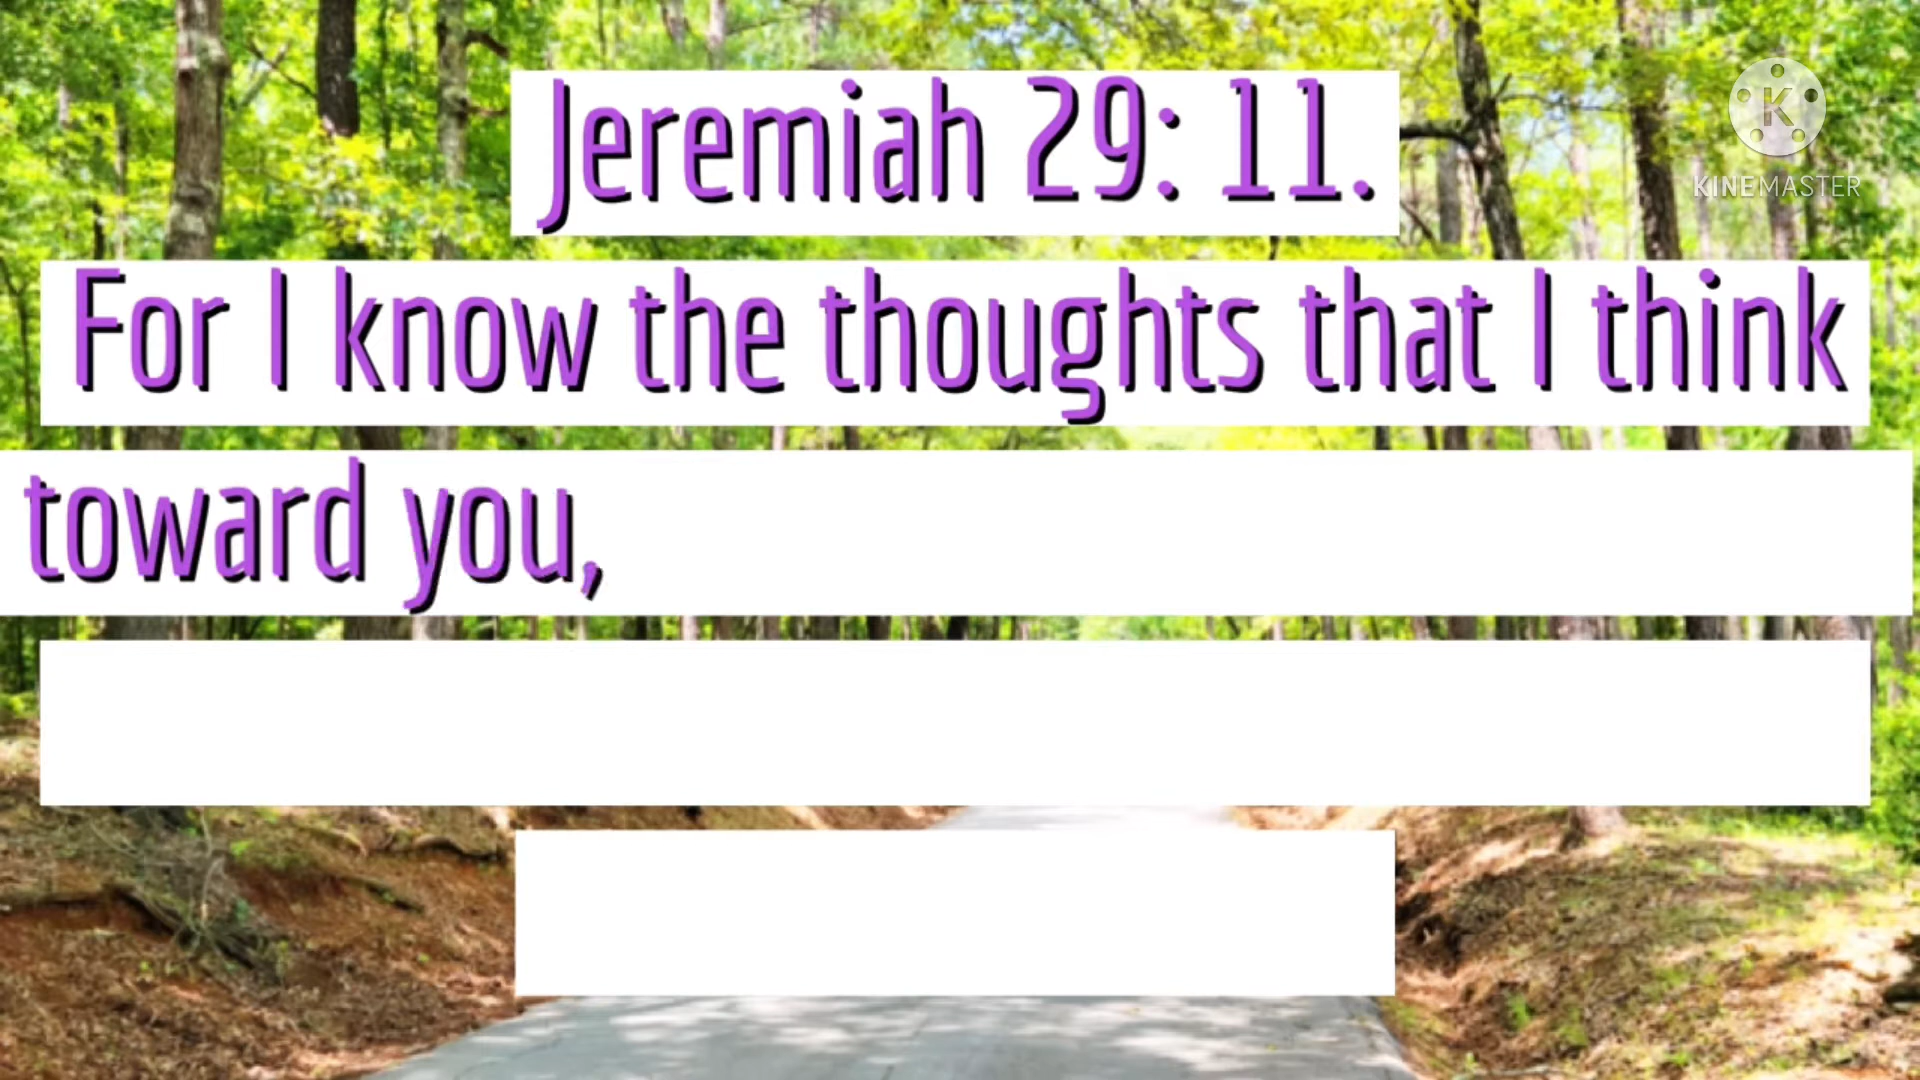 Jeremiah 29: 11.
For I know the thoughts that I think
toward you,
K
KINEMASTER